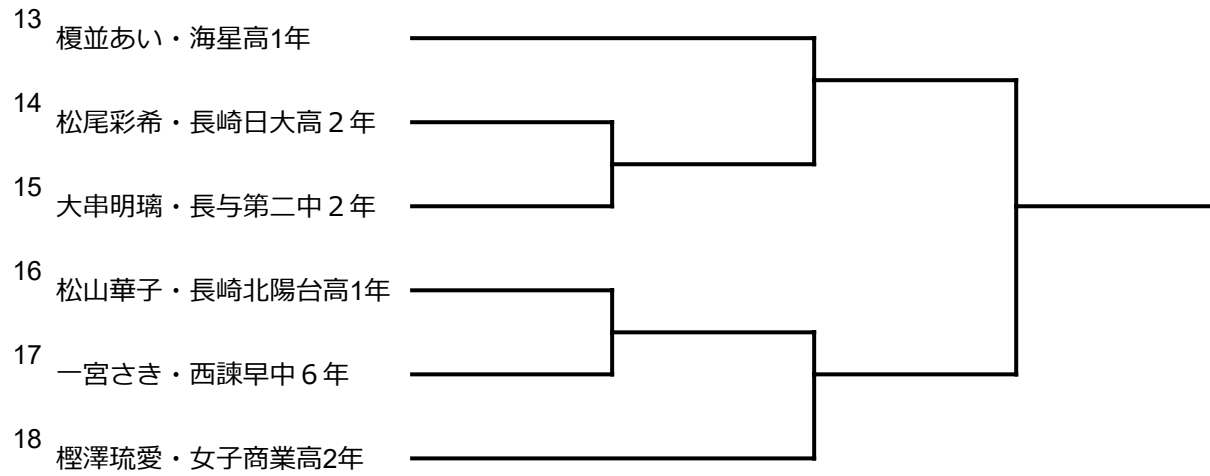 13
榎並あい・海星高1年
14
松尾彩希・長崎日大高２年
15
大串明璃・長与第二中２年
16
松山華子・長崎北陽台高1年
17
一宮さき・西諫早中６年
18
樫澤琉愛・女子商業高2年